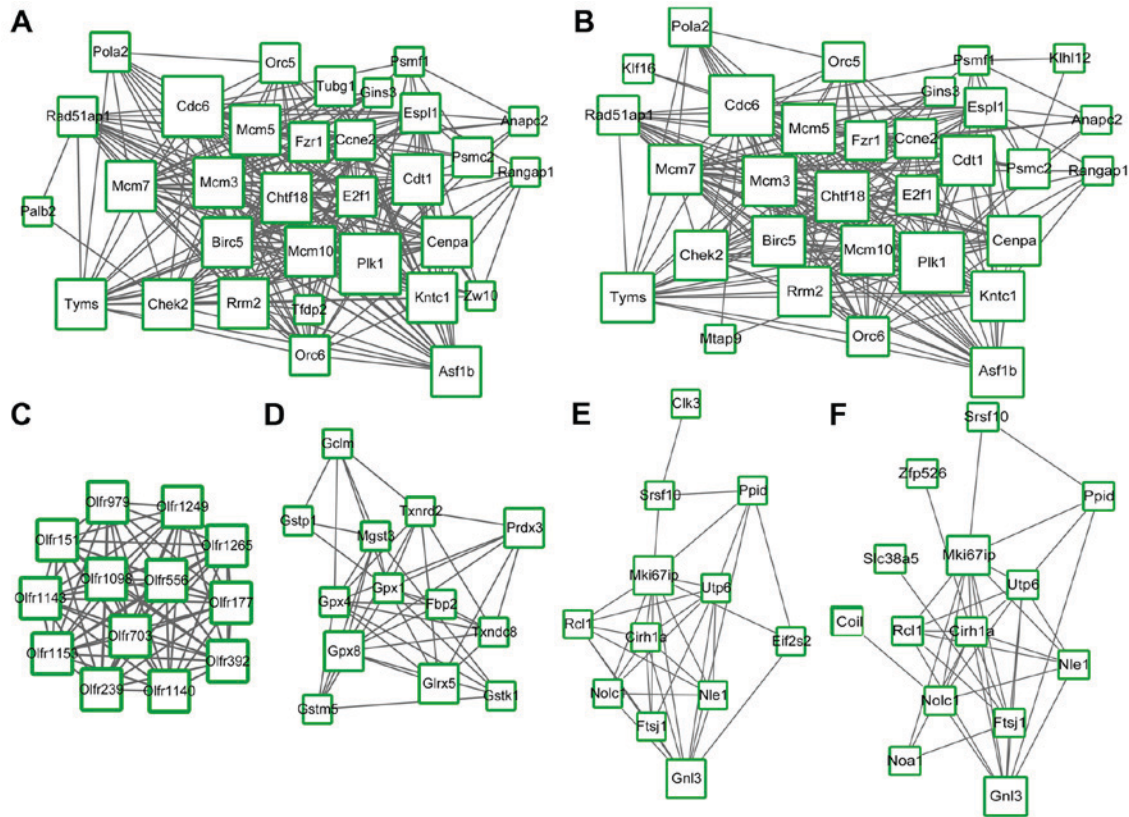 A
Pola2
Orc5
Psmf1
Tubg1
Gins3
Cdc6
Rad51ap1
Espl1
Anapc2
Mcm5
Fzr1
Ccne2
Psmc2
Rangap1
Mcm7
Mcm3
Chtf18
E2f1
Cdt1
Palb2
Birc5
Mcm10
Plk1
Cenpa
Tyms
Chek2
Rrm2
Tfdp2
Kntc1
Zw10
Orc6
Asf1b
B
Pola2
Klf16
Orc5
Psmf1
Klhl12
Gins3
Cdc6
Rad51ap1
Espl1
Anapc2
Mcm5
Fzr1
Ccne2
Cdt1
Psmc2
Rangap1
Mcm7
Mcm3
Chtf18
E2f1
Chek2
Birc5
Mcm10
Plk1
Cenpa
Tyms
Rrm2
Kntc1
Mtap9
Orc6
Asf1b
C
Olfr979
Olfr1249
Olfr151
Olfr1265
Olfr1098
Olfr556
Olfr1143
Olfr177
Olfr703
Olfr1153
Olfr392
Olfr239
Olfr1140
D
Gclm
Gstp1
Txnrd2
Prdx3
Mgst3
Gpx1
Gpx4
Fbp2
Txndc8
Gpx8
Glrx5
Gstk1
Gstm5
E
Clk3
Srsf10
Ppid
Mki67ip
Utp6
Rcl1
Cirh1a
Eif2s2
Nolc1
Nle1
Ftsj1
Gnl3
F
Srsf10
Zfp526
Ppid
Mki67ip
Slc38a5
Utp6
Coil
Rcl1
Cirh1a
Nle1
Nolc1
Ftsj1
Noa1
Gnl3